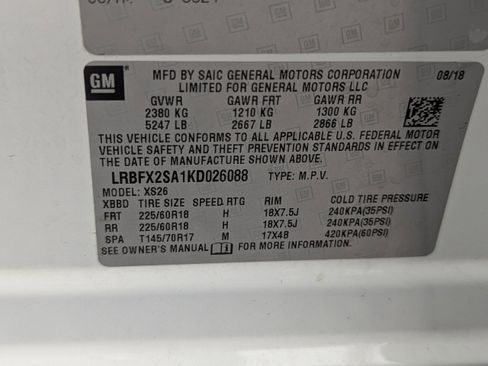 GM
MFD BY SAIC GENERAL MOTORS CORPORATION 08/18
LIMITED FOR GENERAL MOTORS LLC
GVWR GAWR FRT GAWR RR
2380 KG 1210 KG 1300 KG
5247 LB 2667 LB 2866 LB
THIS VEHICLE CONFORMS TO ALL APPLICABLE U.S. FEDERAL MOTOR
VEHICLE SAFETY AND THEFT PREVENTION STANDARDS IN EFFECT ON
THE DATE OF MANUFACTURE SHOWN ABOVE.
LRBFX2SA1KD026088 TYPE: M.P.V.
MODEL: XS26
XBBD TIRE SIZE SPEED RTG RIM COLD TIRE PRESSURE
FRT 225/60R18 H 18X7.5J 240KPA(35PSI)
RR 225/60R18 H 18X7.5J 240KPA(35PSI)
SPA T145/70R17 M 17X4B 420KPA(60PSI)
SEE OWNER'S MANUAL FOR MORE INFORMATION